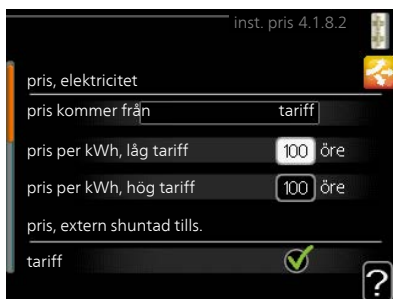 inst. pris 4.1.8.2
pris, elektricitet
pris kommer från tariff
pris per kWh, låg tariff 100 öre
pris per kWh, hög tariff 100 öre
pris, extern shuntad tills.
tariff
?